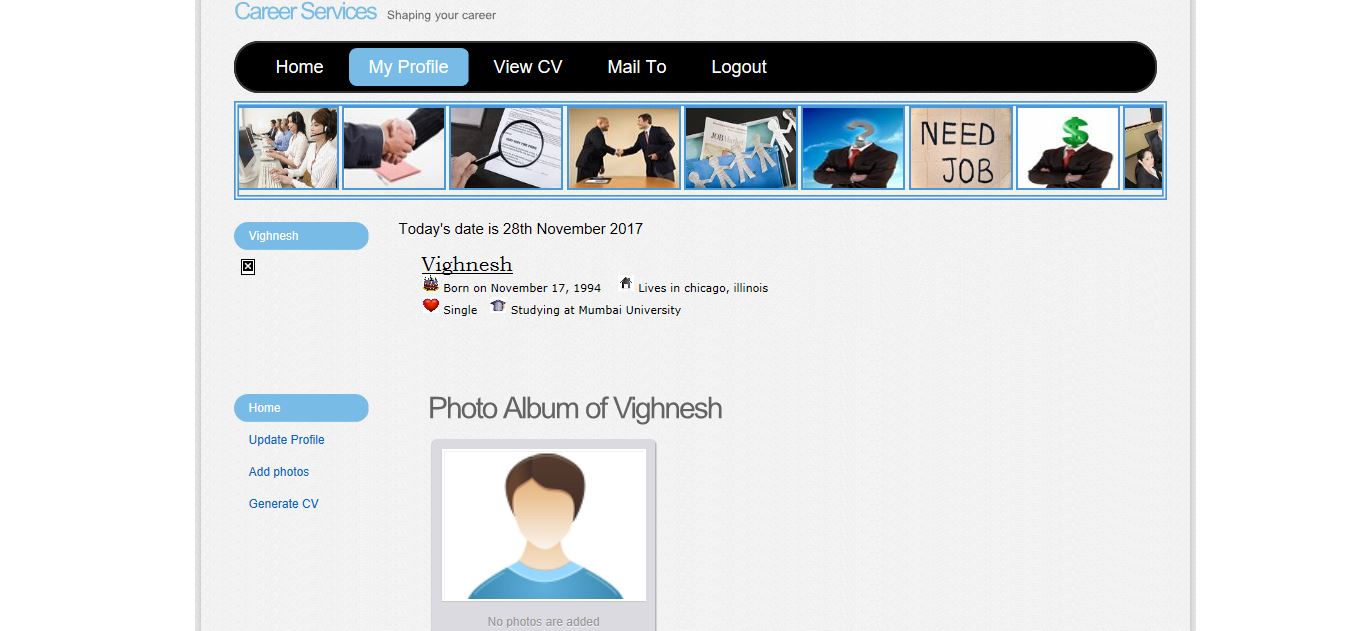 Career Services Shaping your career
Home My Profile View CV Mail To Logout
NEED
JOB
Vighnesh
Today's date is 28th November 2017
Vighnesh
Born on November 17, 1994 Lives in chicago, illinois
Single Studying at Mumbai University
Home
Photo Album of Vighnesh
Update Profile
Add photos
Generate CV
No photos are added